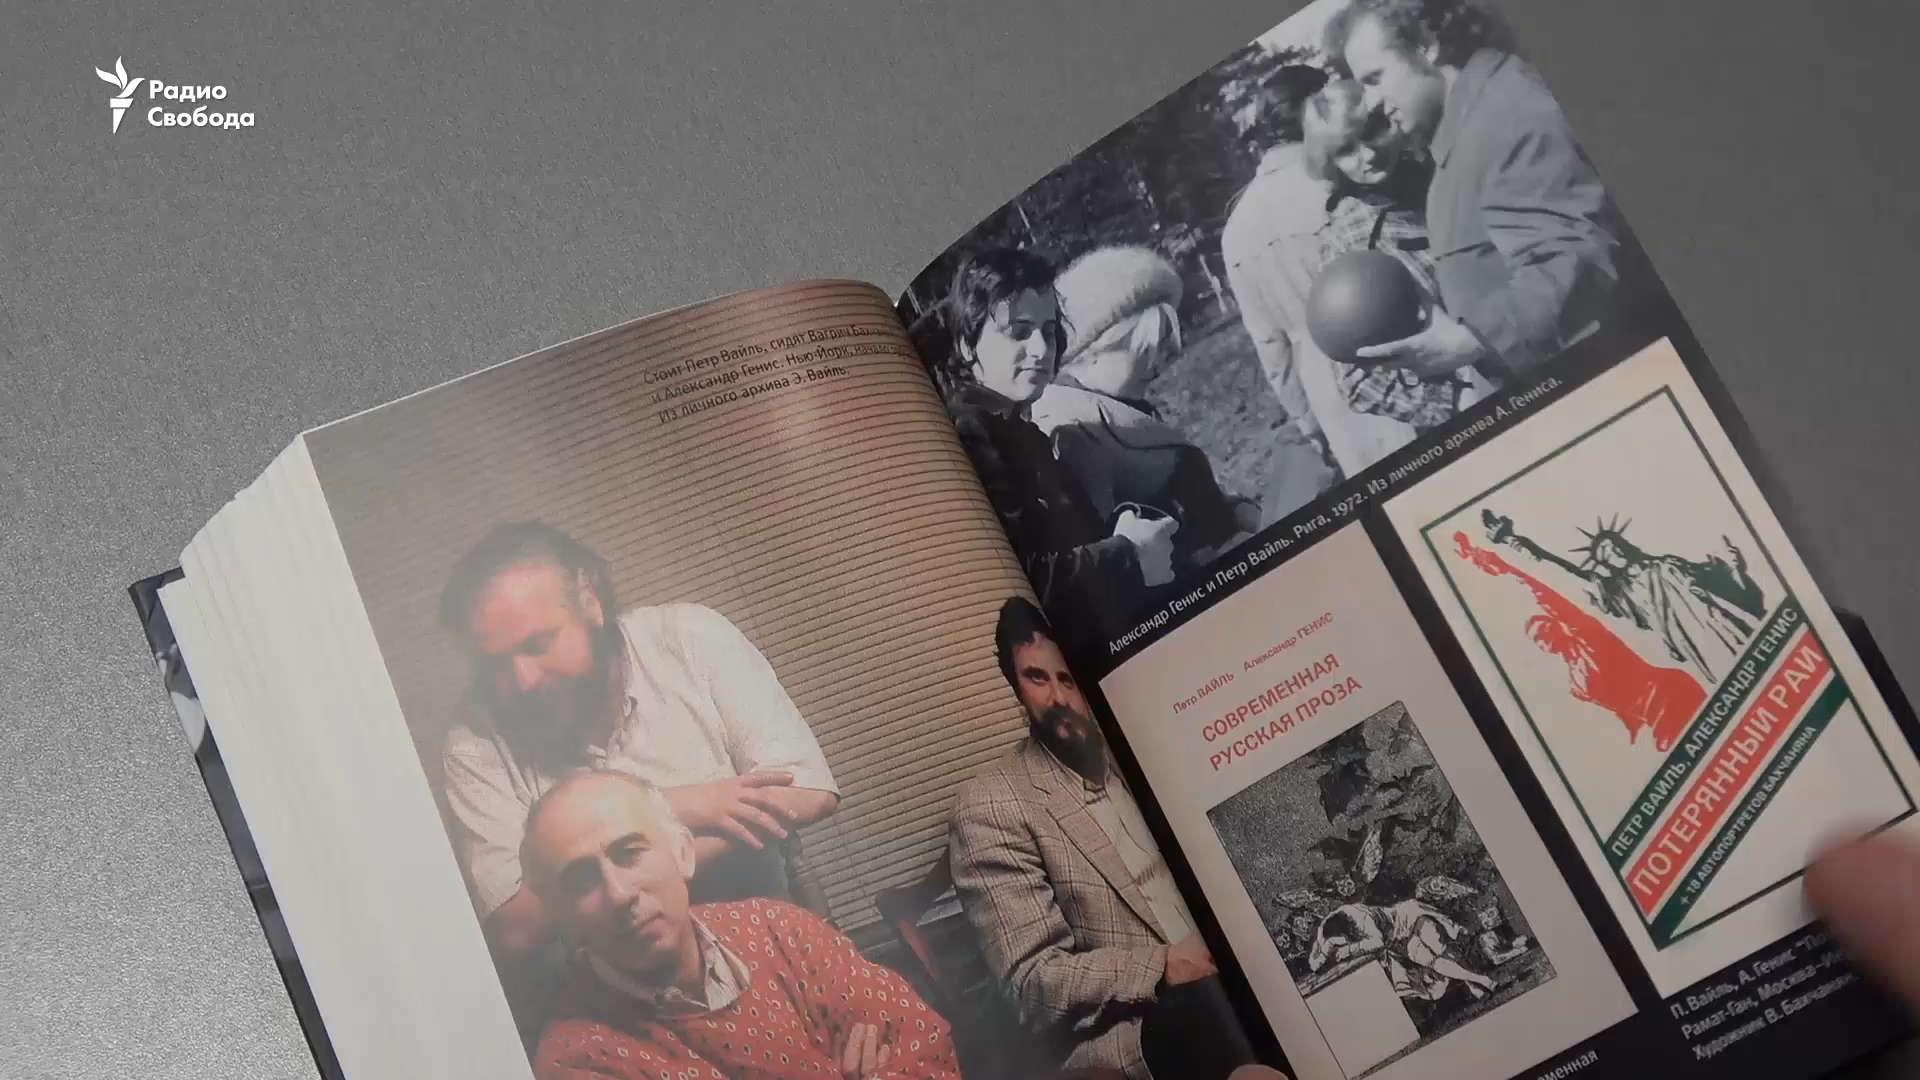 Радио
Свобода
Стоит Петр Вайль, сидят Вагрич
и Александр Генис. Нью-Йорк, начало
Из личного архива Э. Вайль.
Александр Генис и Петр Вайль. Рига, 1972. Из личного архива А. Гениса.
Петр ВАЙЛЬ Александр ГЕНИС
СОВРЕМЕННАЯ
РУССКАЯ ПРОЗА
ПЕТР ВАЙЛЬ, АЛЕКСАНДР ГЕНИС
ПОТЕРЯННЫЙ РАЙ
+ 18 АВТОПОРТРЕТОВ БАХЧАНЯНА
П. Вайль, А. Генис
Рамат-Ган, Москва–
Художник В. Бахчанян.